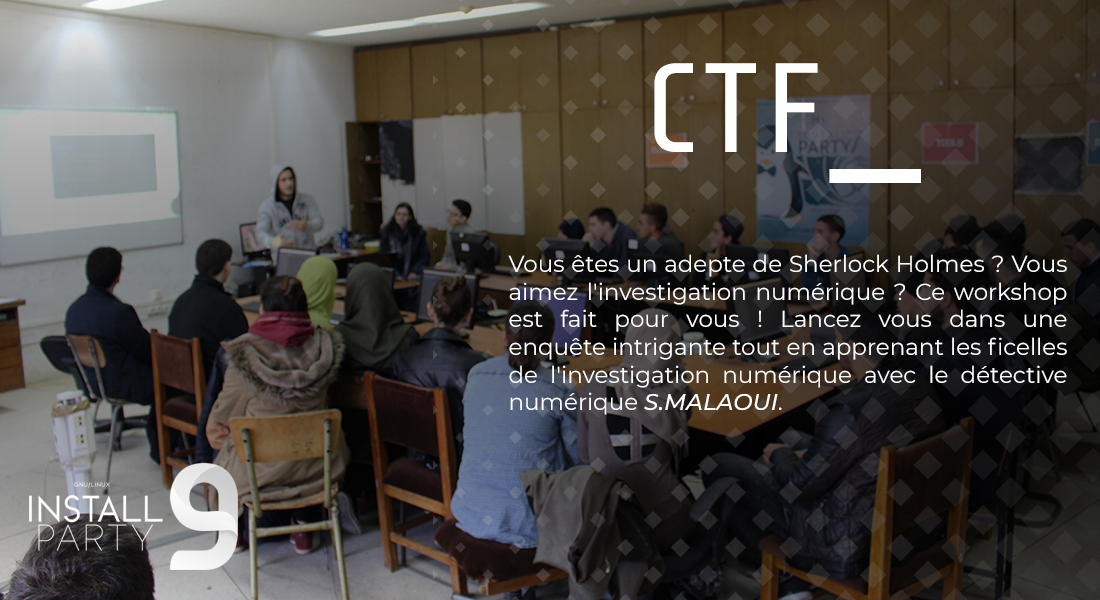 CTF_
PARTY/
TOOLS
Vous êtes un adepte de Sherlock Holmes ? Vous
aimez l'investigation numérique ? Ce workshop
est fait pour vous ! Lancez vous dans une
enquête intrigante tout en apprenant les ficelles
de l'investigation numérique avec le détective
numérique S.MALAOUI.
GNU/LINUX
INSTALL
PARTY
9